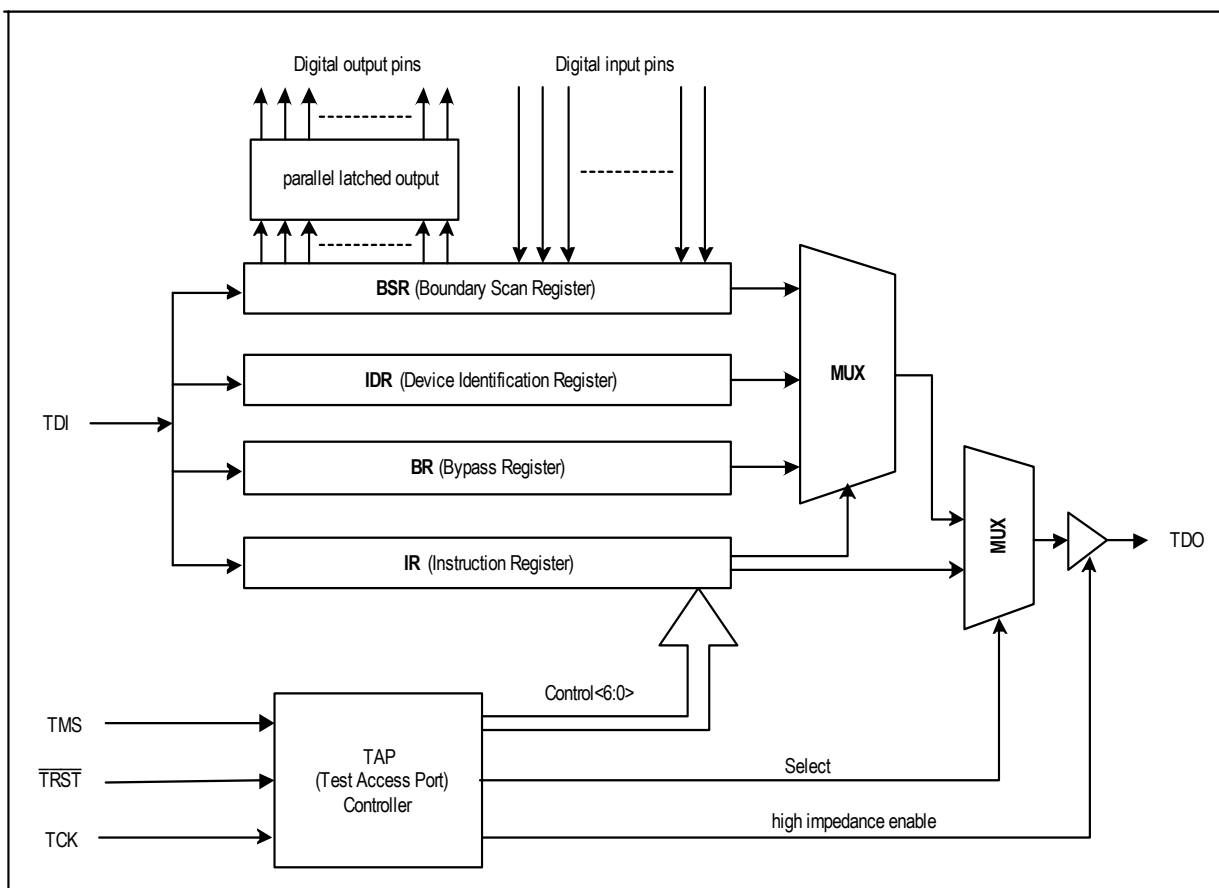 Digital output pins
Digital input pins
parallel latched output
BSR (Boundary Scan Register)
IDR (Device Identification Register)
MUX
TDI
BR (Bypass Register)
IR (Instruction Register)
MUX
TDO
Control<6:0>
TMS
TAP
(Test Access Port)
Controller
TRST
Select
high impedance enable
TCK